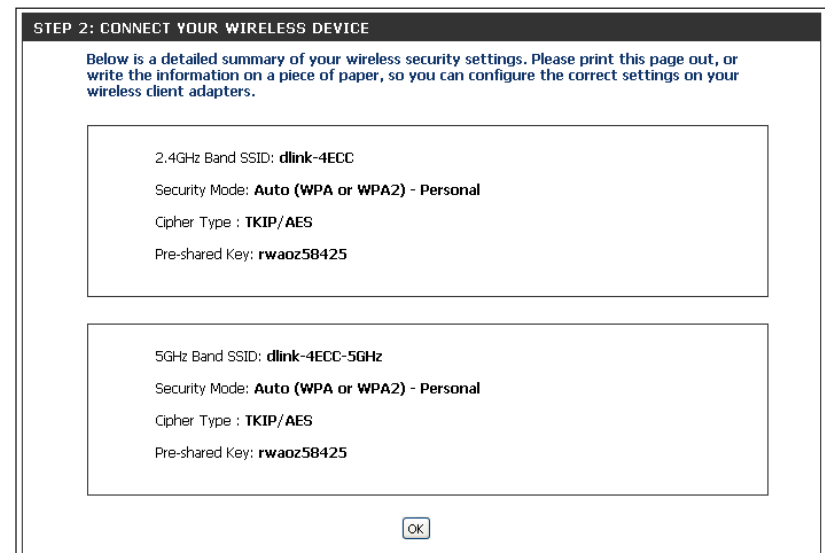 STEP 2: CONNECT YOUR WIRELESS DEVICE
Below is a detailed summary of your wireless security settings. Please print this page out, or
write the information on a piece of paper, so you can configure the correct settings on your
wireless client adapters.
2.4GHz Band SSID: dlink-4ECC
Security Mode: Auto (WPA or WPA2) - Personal
Cipher Type : TKIP/AES
Pre-shared Key: rwaoz58425
5GHz Band SSID: dlink-4ECC-5GHz
Security Mode: Auto (WPA or WPA2) - Personal
Cipher Type : TKIP/AES
Pre-shared Key: rwaoz58425
OK